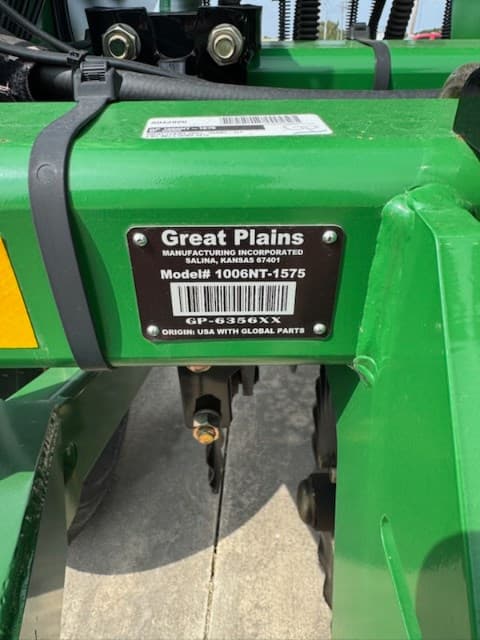 Great Plains
MANUFACTURING INCORPORATED
SALINA, KANSAS 67401
Model# 1006NT-1575
GP-6356XX
ORIGIN: USA WITH GLOBAL PARTS